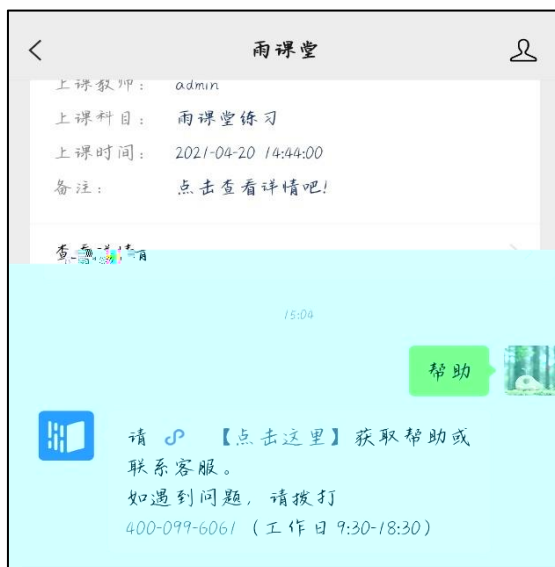 雨课堂
上课教师： admin
上课科目： 雨课堂练习
上课时间： 2021-04-20 14:44:00
备注： 点击查看详情吧！
15:04
帮助
请 【点击这里】获取帮助或
联系客服。
如遇到问题，请拨打
400-099-6061（工作日9:30-18:30）